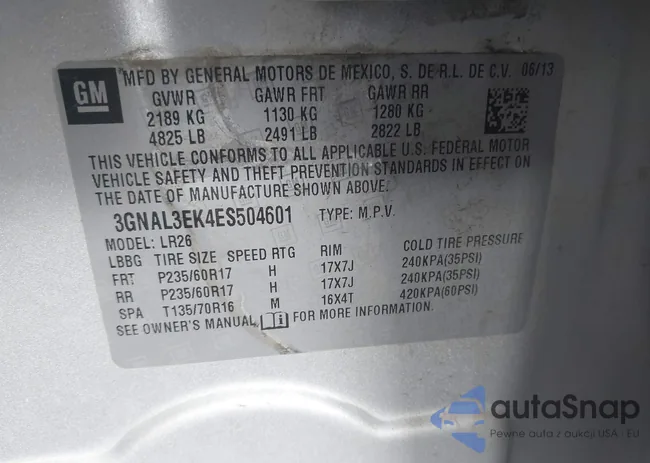 GM
MFD BY GENERAL MOTORS DE MEXICO, S. DE R.L. DE C.V. 06/13
GVWR GAWR FRT GAWR RR
2189 KG 1130 KG 1280 KG
4825 LB 2491 LB 2822 LB
THIS VEHICLE CONFORMS TO ALL APPLICABLE U.S. FEDERAL MOTOR
VEHICLE SAFETY AND THEFT PREVENTION STANDARDS IN EFFECT ON
THE DATE OF MANUFACTURE SHOWN ABOVE.
3GNAL3EK4ES504601 TYPE: M.P.V.
MODEL: LR26
LBBG TIRE SIZE SPEED RTG RIM COLD TIRE PRESSURE
FRT P235/60R17 H 17X7J 240KPA(35PSI)
RR P235/60R17 H 17X7J 240KPA(35PSI)
SPA T135/70R16 M 16X4T 420KPA(60PSI)
SEE OWNER'S MANUAL FOR MORE INFORMATION.
autoSnap
Pewne auta z aukcji USA - EU